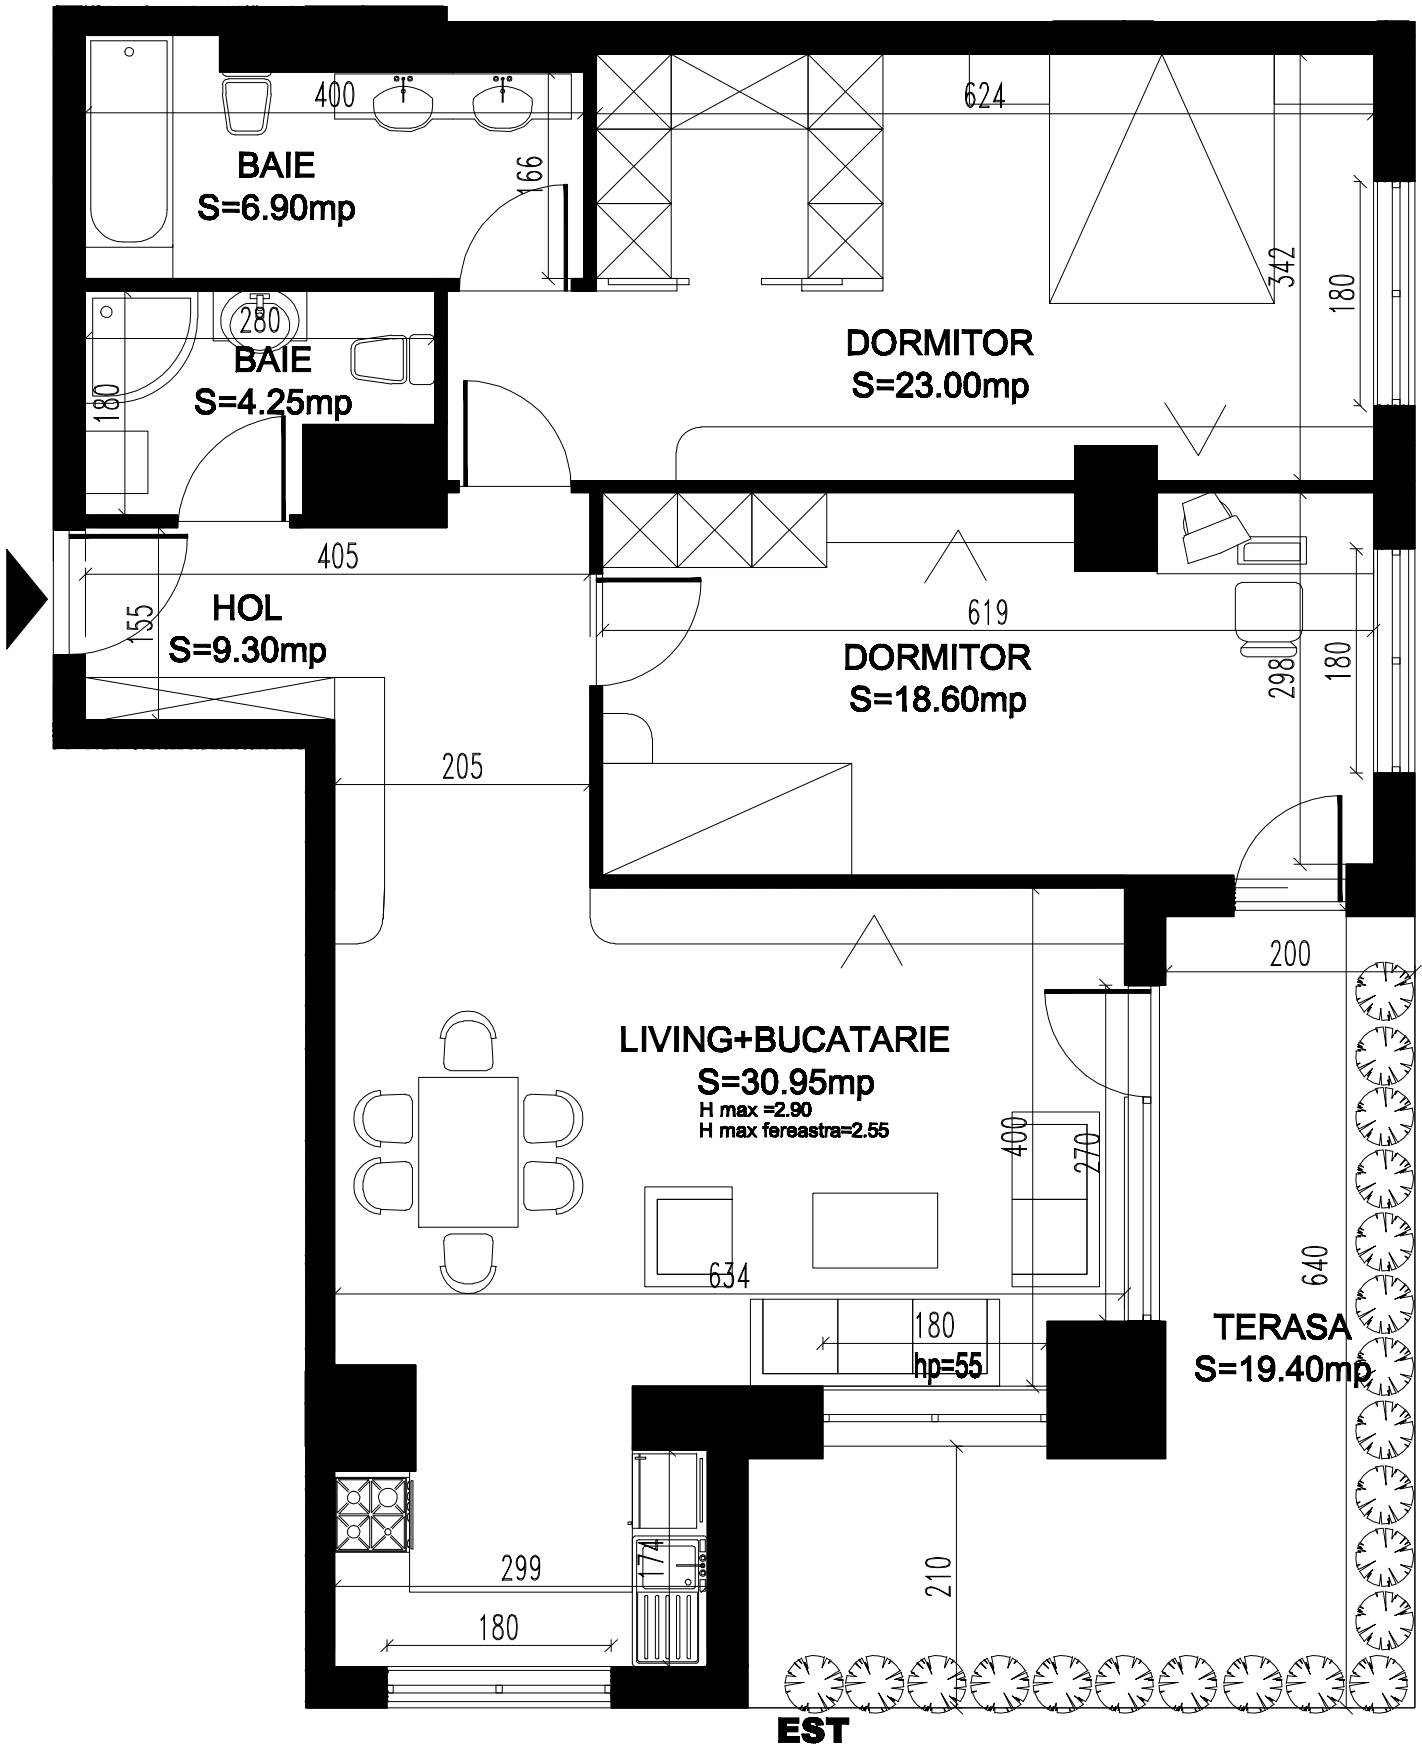 400
624
BAIE
S=6.90mp
166
342
180
280
BAIE
S=4.25mp
180
DORMITOR
S=23.00mp
405
HOL
S=9.30mp
155
619
DORMITOR
S=18.60mp
298
180
205
200
LIVING+BUCATARIE
S=30.95mp
H max =2.90
H max fereastra=2.55
400
270
634
640
180
hp=55
TERASA
S=19.40mp
299
174
180
210
EST